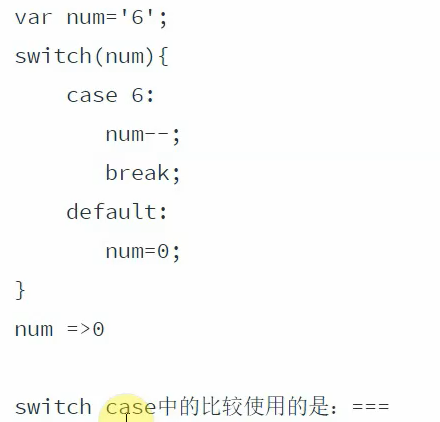 var num='6';
switch(num){
    case 6:
       num--;
       break;
    default:
       num=0;
}
num =>0
switch case中的比较使用的是：===